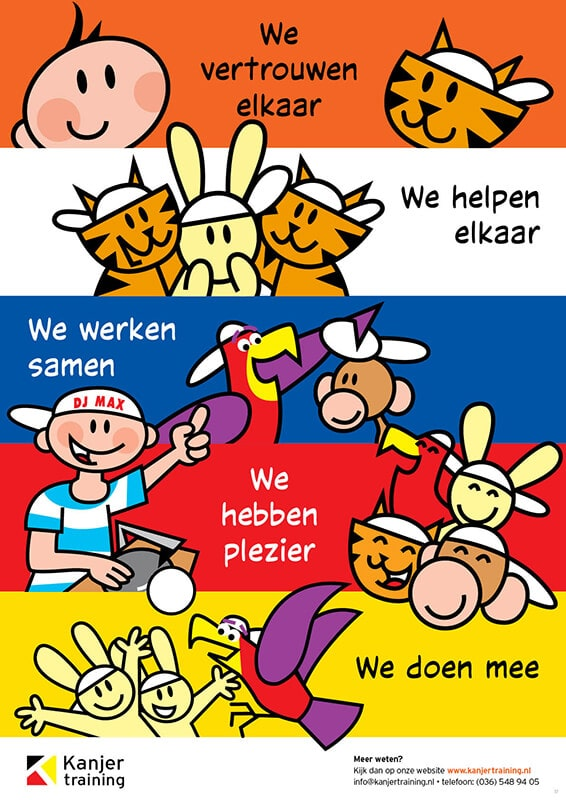 We
vertrouwen
elkaar
We helpen
elkaar
We werken
samen
DJ MAX
We
hebben
plezier
We doen mee
Kanjer
training
Meer weten?
Kijk dan op onze website www.kanjertraining.nl
info@kanjertraining.nl • telefoon: (036) 548 94 05